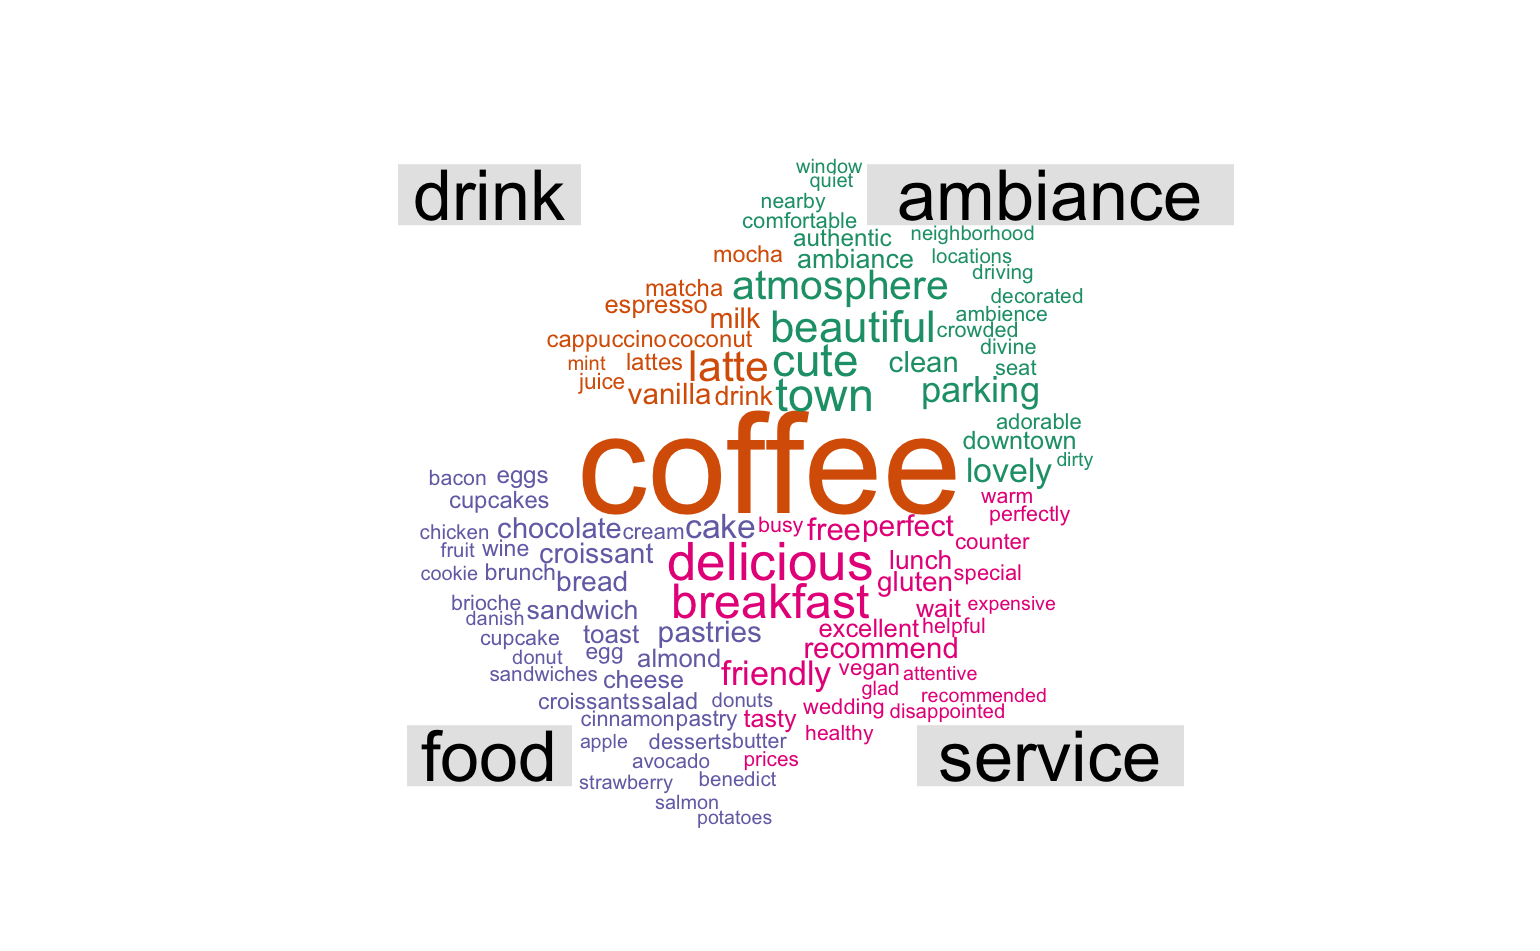 window
quiet
drink ambiance
nearby
comfortable
authentic neighborhood
mocha ambiance locations
driving
matcha atmosphere decorated
espresso ambience
milk beautiful crowded
cappuccino coconut divine
mint lattes latte cute clean seat
juice vanilla drink town parking
adorable
downtown
coffee lovely dirty
bacon eggs
cupcakes warm
perfectly
chicken chocolate cream cake busy free perfect
fruit wine croissant counter
delicious lunch
cookie brunch bread gluten special
brioche sandwich breakfast wait expensive
danish
cupcake toast pastries excellent helpful
donut egg almond recommend
sandwiches cheese friendly vegan attentive
glad
croissants salad donuts recommended
cinnamon pastry tasty wedding disappointed
apple desserts butter healthy
food service
avocado prices
strawberry benedict
salmon
potatoes